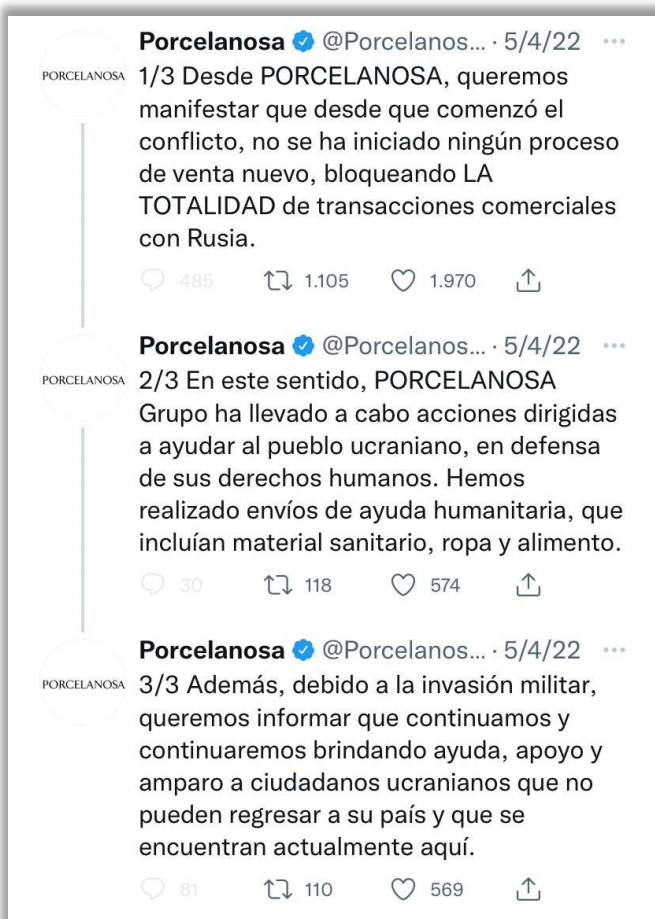 Porcelanosa @Porcelanos... · 5/4/22 ...
PORCELANOSA
1/3 Desde PORCELANOSA, queremos
manifestar que desde que comenzó el
conflicto, no se ha iniciado ningún proceso
de venta nuevo, bloqueando LA
TOTALIDAD de transacciones comerciales
con Rusia.
485 1.105 1.970
Porcelanosa @Porcelanos... · 5/4/22 ...
PORCELANOSA
2/3 En este sentido, PORCELANOSA
Grupo ha llevado a cabo acciones dirigidas
a ayudar al pueblo ucraniano, en defensa
de sus derechos humanos. Hemos
realizado envíos de ayuda humanitaria, que
incluían material sanitario, ropa y alimento.
30 118 574
Porcelanosa @Porcelanos... · 5/4/22 ...
PORCELANOSA
3/3 Además, debido a la invasión militar,
queremos informar que continuamos y
continuaremos brindando ayuda, apoyo y
amparo a ciudadanos ucranianos que no
pueden regresar a su país y que se
encuentran actualmente aquí.
81 110 569